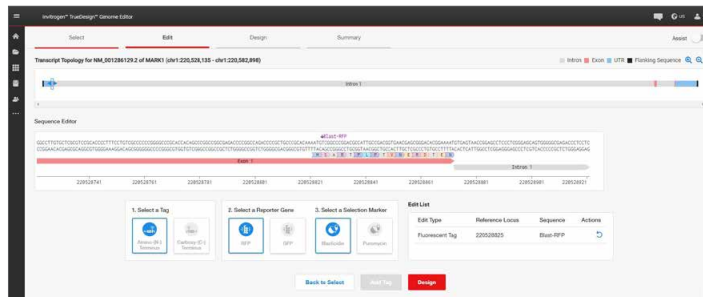 Invitrogen™ TrueDesign™ Genome Editor
US
Select
Edit
Design
Summary
Assist
Transcript Topology for NM_001286129.2 of MARK1 (chr1:220,528,135 - chr1:220,582,898)
Intron
Exon
UTR
Flanking Sequence
Intron 1
Sequence Editor
Blast-RFP
Exon 1
Intron 1
220528741
220528761
220528781
220528801
220528821
220528841
220528861
220528881
220528901
220528921
1. Select a Tag
Amino (N-) Terminus
Carboxy (C-) Terminus
2. Select a Reporter Gene
RFP
GFP
3. Select a Selection Marker
Blasticidin
Puromycin
Edit List
Edit Type
Reference Locus
Sequence
Actions
Fluorescent Tag
220528825
Blast-RFP
Back to Select
Add Tag
Design